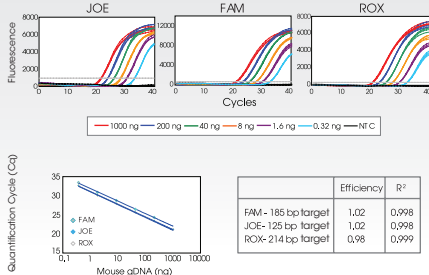 JOE
FAM
ROX
Fluorescence
8000
6000
4000
2000
0
0
20
40
12000
8000
4000
0
0
10
20
30
40
8000
6000
4000
2000
0
0
10
20
30
40
Cycles
1000 ng
200 ng
40 ng
8 ng
1.6 ng
0.32 ng
NTC
Quantification Cycle (Cq)
35
30
25
20
15
FAM
JOE
ROX
0.1
1
10
100
1000
10000
Mouse gDNA (ng)
Efficiency R²
FAM - 185 bp target 1.02 0.998
JOE- 125 bp target 1.02 0.998
ROX- 214 bp target 0.98 0.999